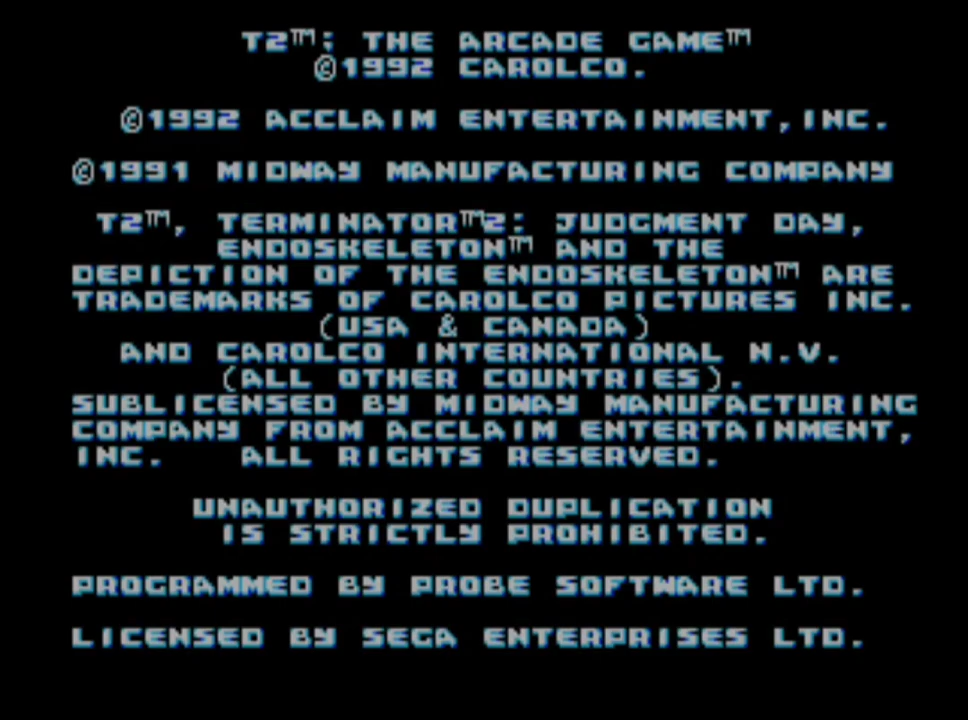 T2™: THE ARCADE GAME™
©1992 CAROLCO.
©1992 ACCLAIM ENTERTAINMENT,INC.
©1991 MIDWAY MANUFACTURING COMPANY
T2™, TERMINATOR™2: JUDGMENT DAY,
ENDOSKELETON™ AND THE
DEPICTION OF THE ENDOSKELETON™ ARE
TRADEMARKS OF CAROLCO PICTURES INC.
(USA & CANADA)
AND CAROLCO INTERNATIONAL N.V.
(ALL OTHER COUNTRIES).
SUBLICENSED BY MIDWAY MANUFACTURING
COMPANY FROM ACCLAIM ENTERTAINMENT,
INC. ALL RIGHTS RESERVED.
UNAUTHORIZED DUPLICATION
IS STRICTLY PROHIBITED.
PROGRAMMED BY PROBE SOFTWARE LTD.
LICENSED BY SEGA ENTERPRISES LTD.